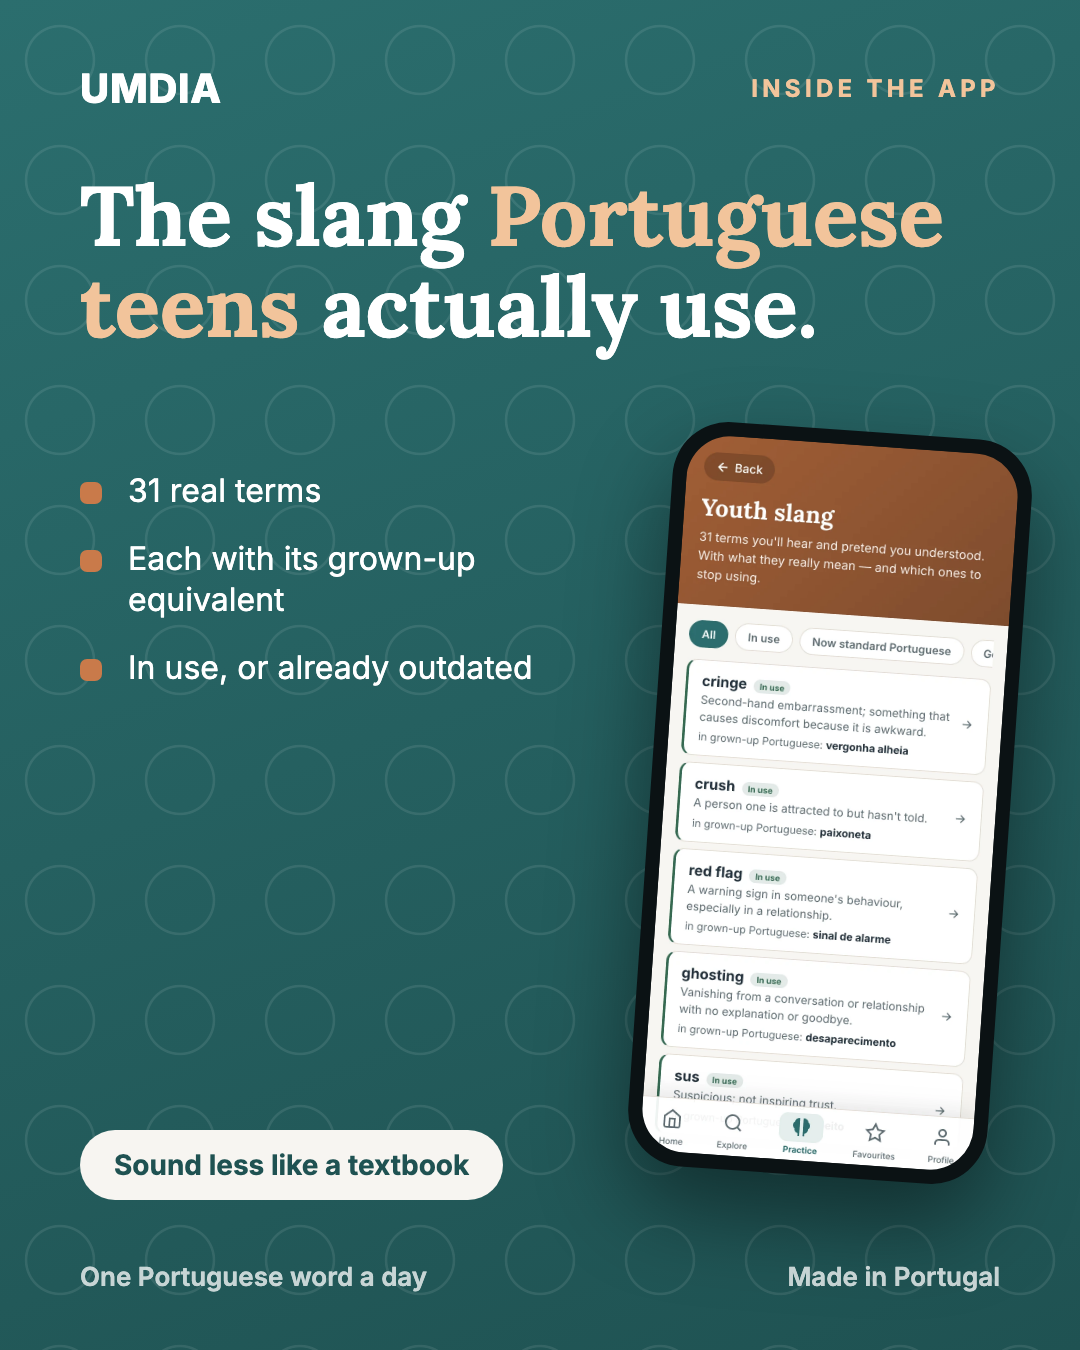 UMDIA
INSIDE THE APP
The slang Portuguese
teens actually use.
31 real terms
Each with its grown-up
equivalent
In use, or already outdated
Back
Youth slang
31 terms you'll hear and pretend you understood.
With what they really mean — and which ones to
stop using.
All
In use
Now standard Portuguese
cringe In use
Second-hand embarrassment; something that
causes discomfort because it is awkward.
in grown-up Portuguese: vergonha alheia
crush In use
A person one is attracted to but hasn't told.
in grown-up Portuguese: paixoneta
red flag In use
A warning sign in someone's behaviour,
especially in a relationship.
in grown-up Portuguese: sinal de alarme
ghosting In use
Vanishing from a conversation or relationship
with no explanation or goodbye.
in grown-up Portuguese: desaparecimento
sus In use
Suspicious; not inspiring trust.
Home
Explore
Practice
Favourites
Profile
Sound less like a textbook
One Portuguese word a day
Made in Portugal